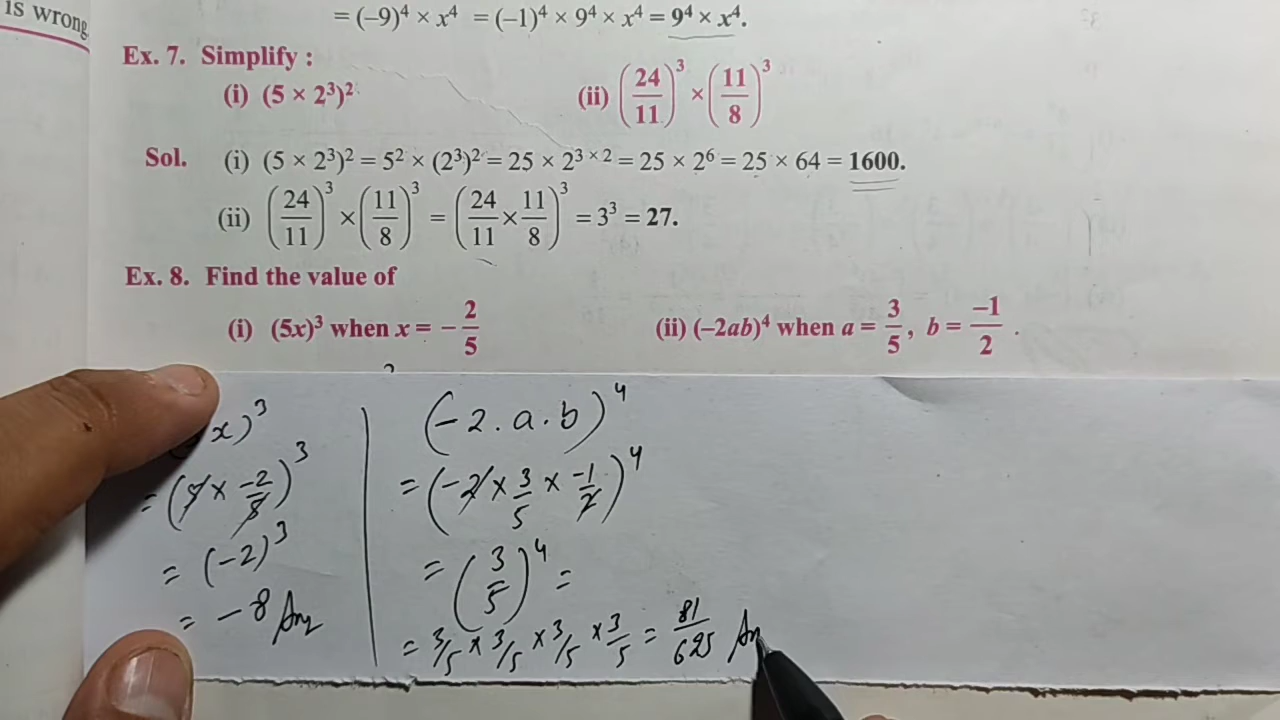 is wrong
= (–9)⁴ × x⁴ = (–1)⁴ × 9⁴ × x⁴ = 9⁴ × x⁴.
Ex. 7. Simplify :
(i) (5 × 2³)² (ii) (24/11)³ × (11/8)³
Sol. (i) (5 × 2³)² = 5² × (2³)² = 25 × 2³ ˣ ² = 25 × 2⁶ = 25 × 64 = 1600.
(ii) (24/11)³ × (11/8)³ = (24/11 × 11/8)³ = 3³ = 27.
Ex. 8. Find the value of
(i) (5x)³ when x = – 2/5 (ii) (–2ab)⁴ when a = 3/5, b = –1/2 .
x)³
= (5 × -2/5)³
= (-2)³
= -8 Ans
(-2.a.b)⁴
= (-2 × 3/5 × -1/2)⁴
= (3/5)⁴ =
= 3/5 × 3/5 × 3/5 × 3/5 = 81/625 An